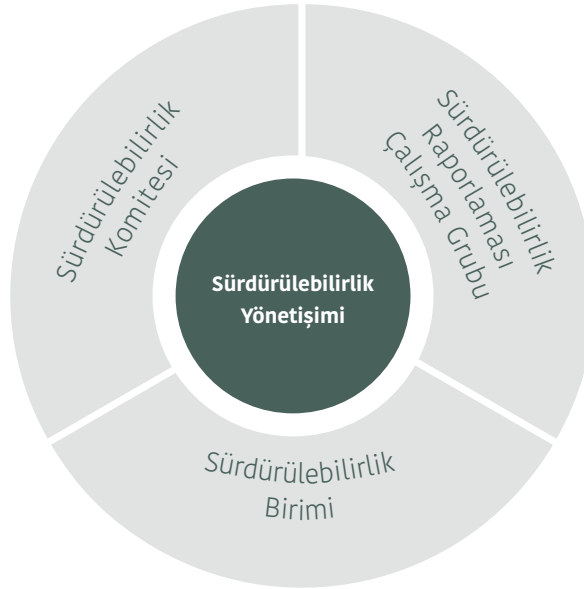 Sürdürülebilirlik
Komitesi
Sürdürülebilirlik
Raporlaması
Çalışma Grubu
Sürdürülebilirlik
Yönetişimi
Sürdürülebilirlik
Birimi